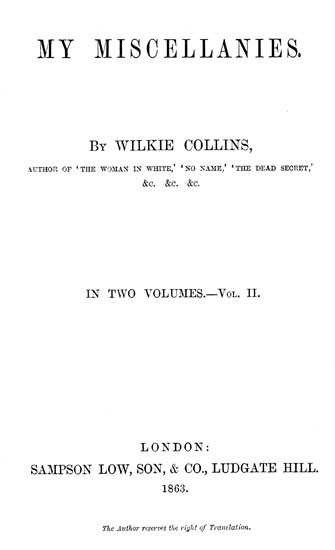 MY MISCELLANIES.
BY WILKIE COLLINS,
AUTHOR OF 'THE WOMAN IN WHITE,' 'NO NAME,' 'THE DEAD SECRET,'
&c. &c. &c.
IN TWO VOLUMES.—VOL. II.
LONDON:
SAMPSON LOW, SON, & CO., LUDGATE HILL.
1863.
The Author reserves the right of Translation.